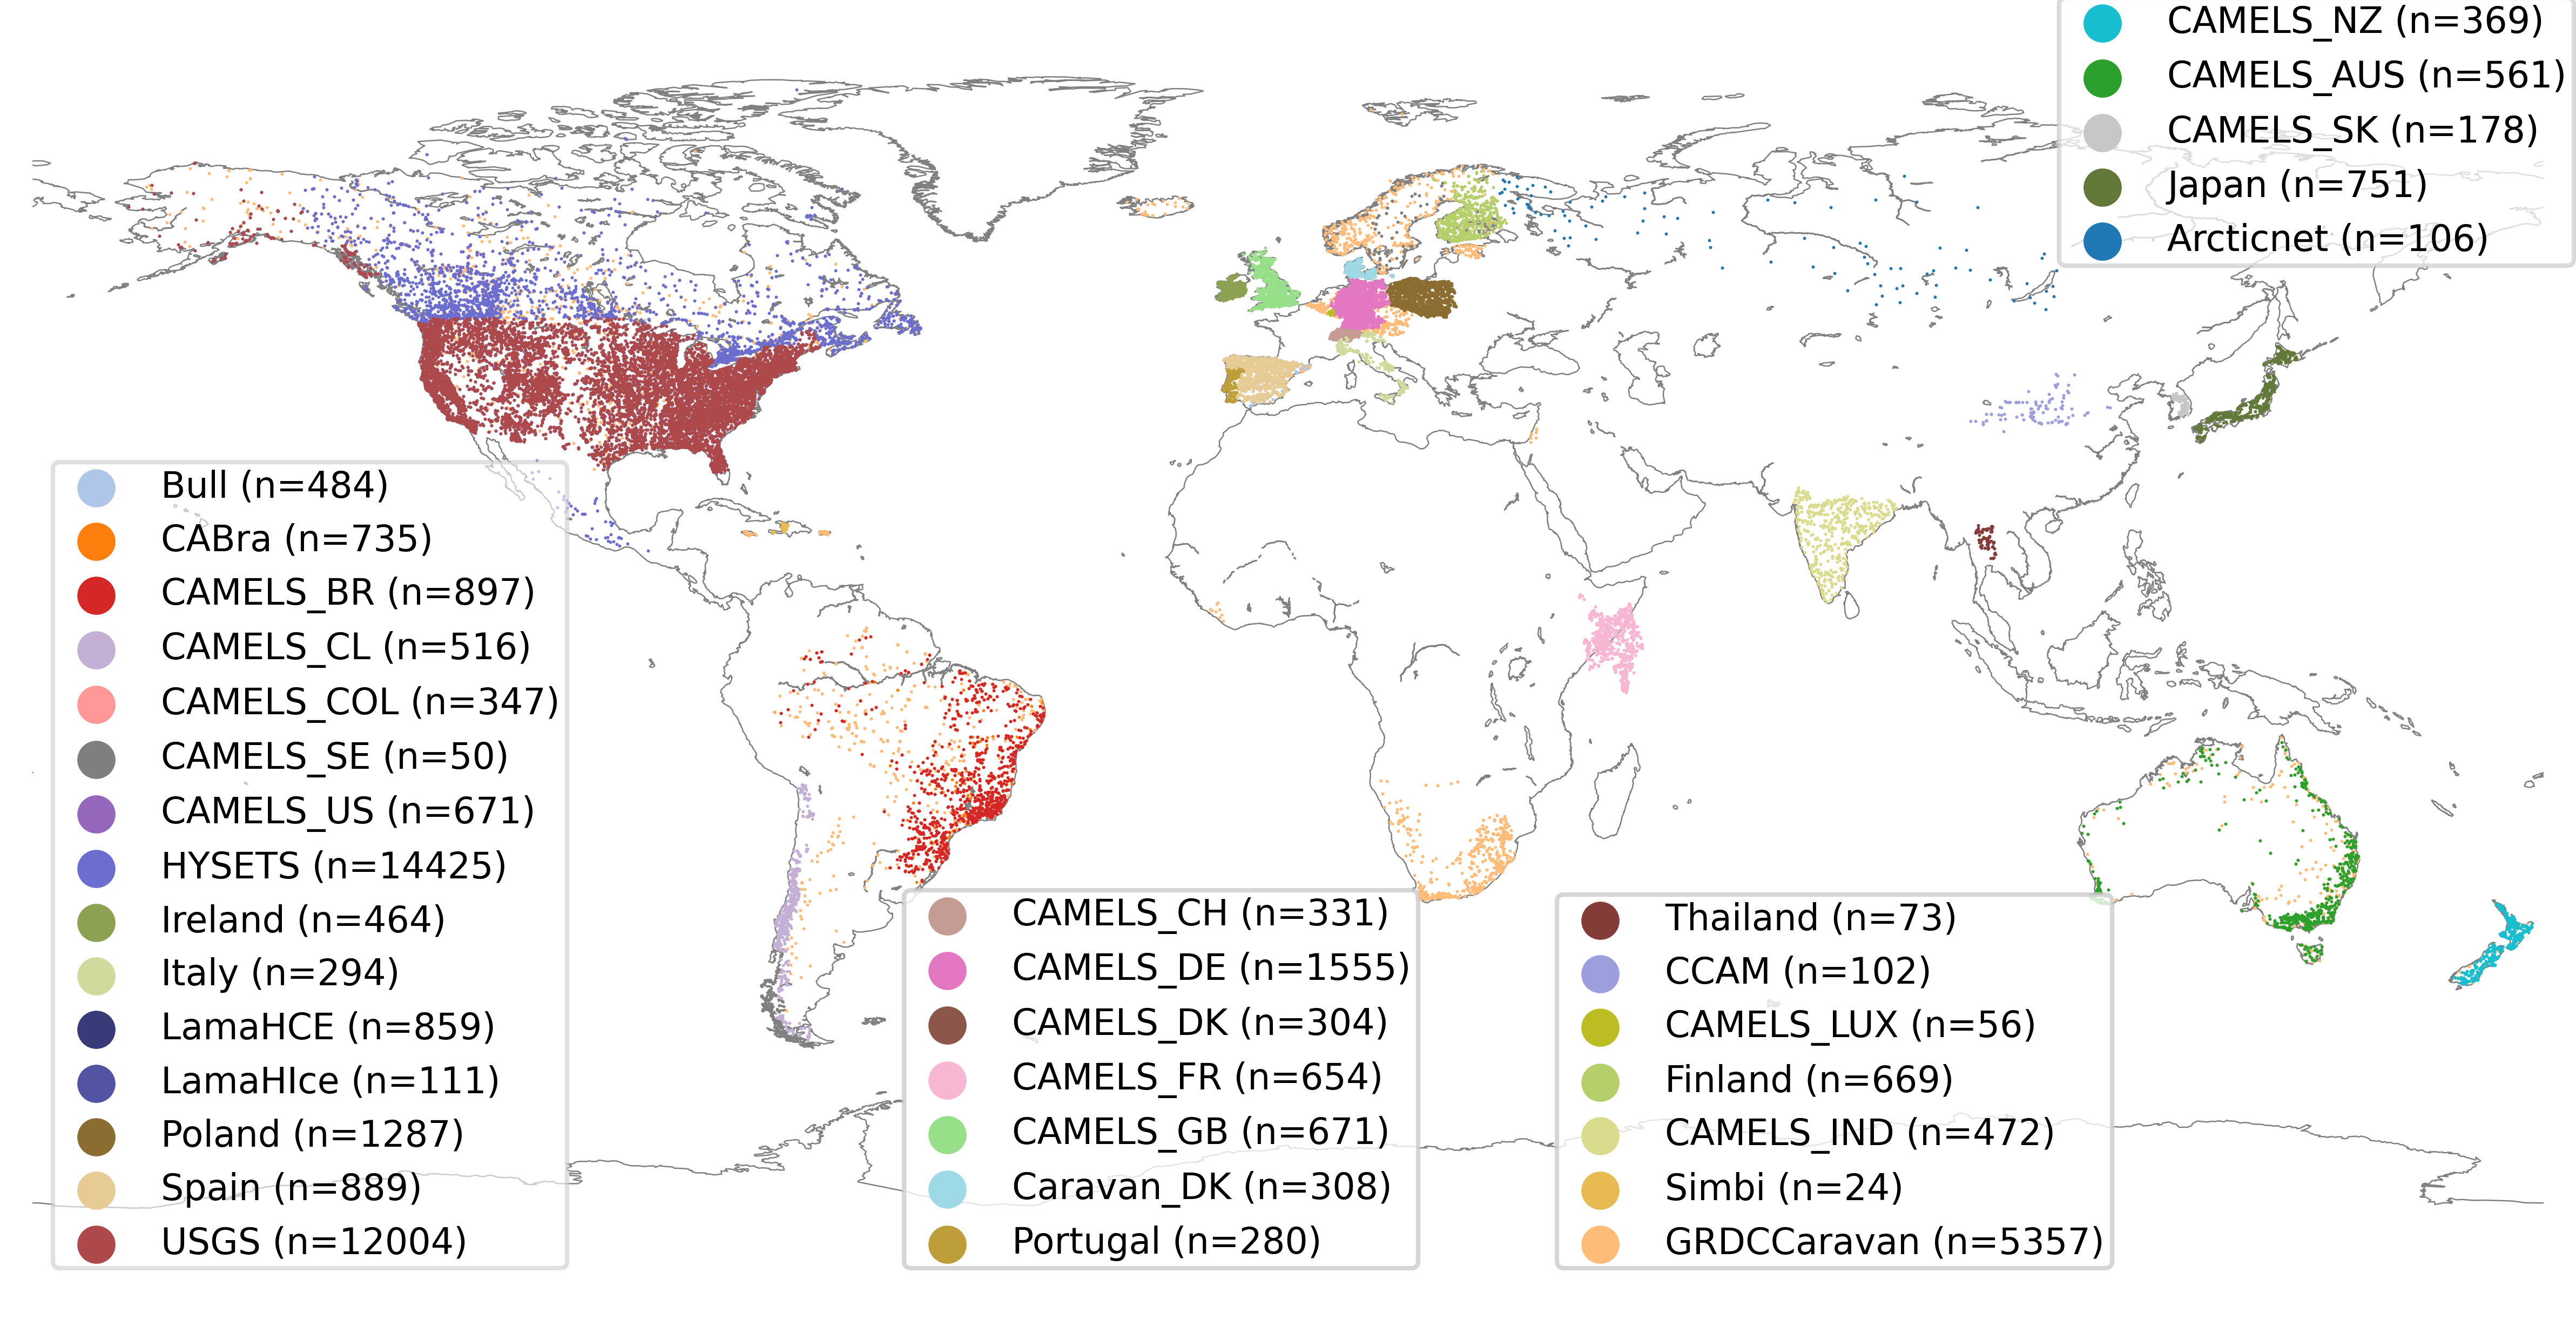 CAMELS_NZ (n=369)
CAMELS_AUS (n=561)
CAMELS_SK (n=178)
Japan (n=751)
Arcticnet (n=106)
Bull (n=484)
CABra (n=735)
CAMELS_BR (n=897)
CAMELS_CL (n=516)
CAMELS_COL (n=347)
CAMELS_SE (n=50)
CAMELS_US (n=671)
HYSETS (n=14425)
Ireland (n=464)
Italy (n=294)
LamaHCE (n=859)
LamaHIce (n=111)
Poland (n=1287)
Spain (n=889)
USGS (n=12004)
CAMELS_CH (n=331)
CAMELS_DE (n=1555)
CAMELS_DK (n=304)
CAMELS_FR (n=654)
CAMELS_GB (n=671)
Caravan_DK (n=308)
Portugal (n=280)
Thailand (n=73)
CCAM (n=102)
CAMELS_LUX (n=56)
Finland (n=669)
CAMELS_IND (n=472)
Simbi (n=24)
GRDCCaravan (n=5357)